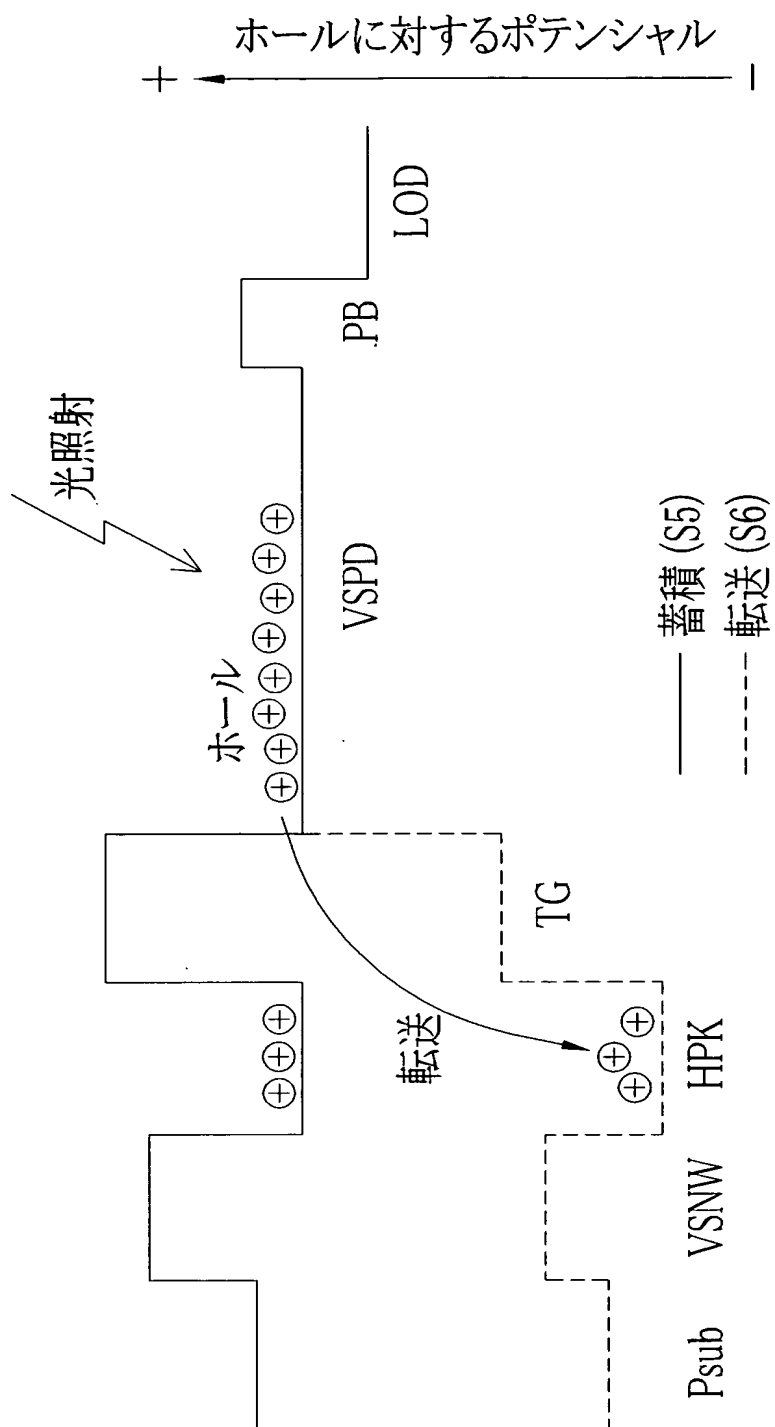 ホールに対するポテンシャル
+
−
光照射
ホール
転送
Psub
VSNW
HPK
TG
VSPD
PB
LOD
蓄積 (S5)
転送 (S6)